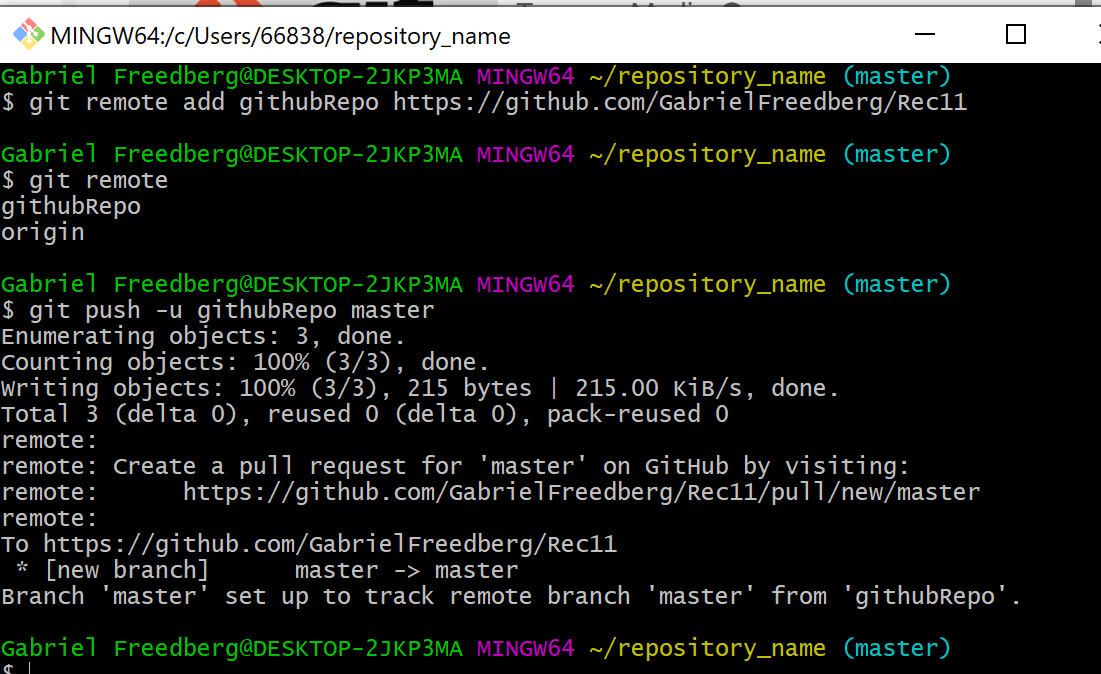 MINGW64:/c/Users/66838/repository_name
Gabriel Freedberg@DESKTOP-2JKP3MA MINGW64 ~/repository_name (master)
$ git remote add githubRepo https://github.com/GabrielFreedberg/Rec11
Gabriel Freedberg@DESKTOP-2JKP3MA MINGW64 ~/repository_name (master)
$ git remote
githubRepo
origin
Gabriel Freedberg@DESKTOP-2JKP3MA MINGW64 ~/repository_name (master)
$ git push -u githubRepo master
Enumerating objects: 3, done.
Counting objects: 100% (3/3), done.
Writing objects: 100% (3/3), 215 bytes | 215.00 KiB/s, done.
Total 3 (delta 0), reused 0 (delta 0), pack-reused 0
remote:
remote: Create a pull request for 'master' on GitHub by visiting:
remote:      https://github.com/GabrielFreedberg/Rec11/pull/new/master
remote:
To https://github.com/GabrielFreedberg/Rec11
 * [new branch]      master -> master
Branch 'master' set up to track remote branch 'master' from 'githubRepo'.
Gabriel Freedberg@DESKTOP-2JKP3MA MINGW64 ~/repository_name (master)
$